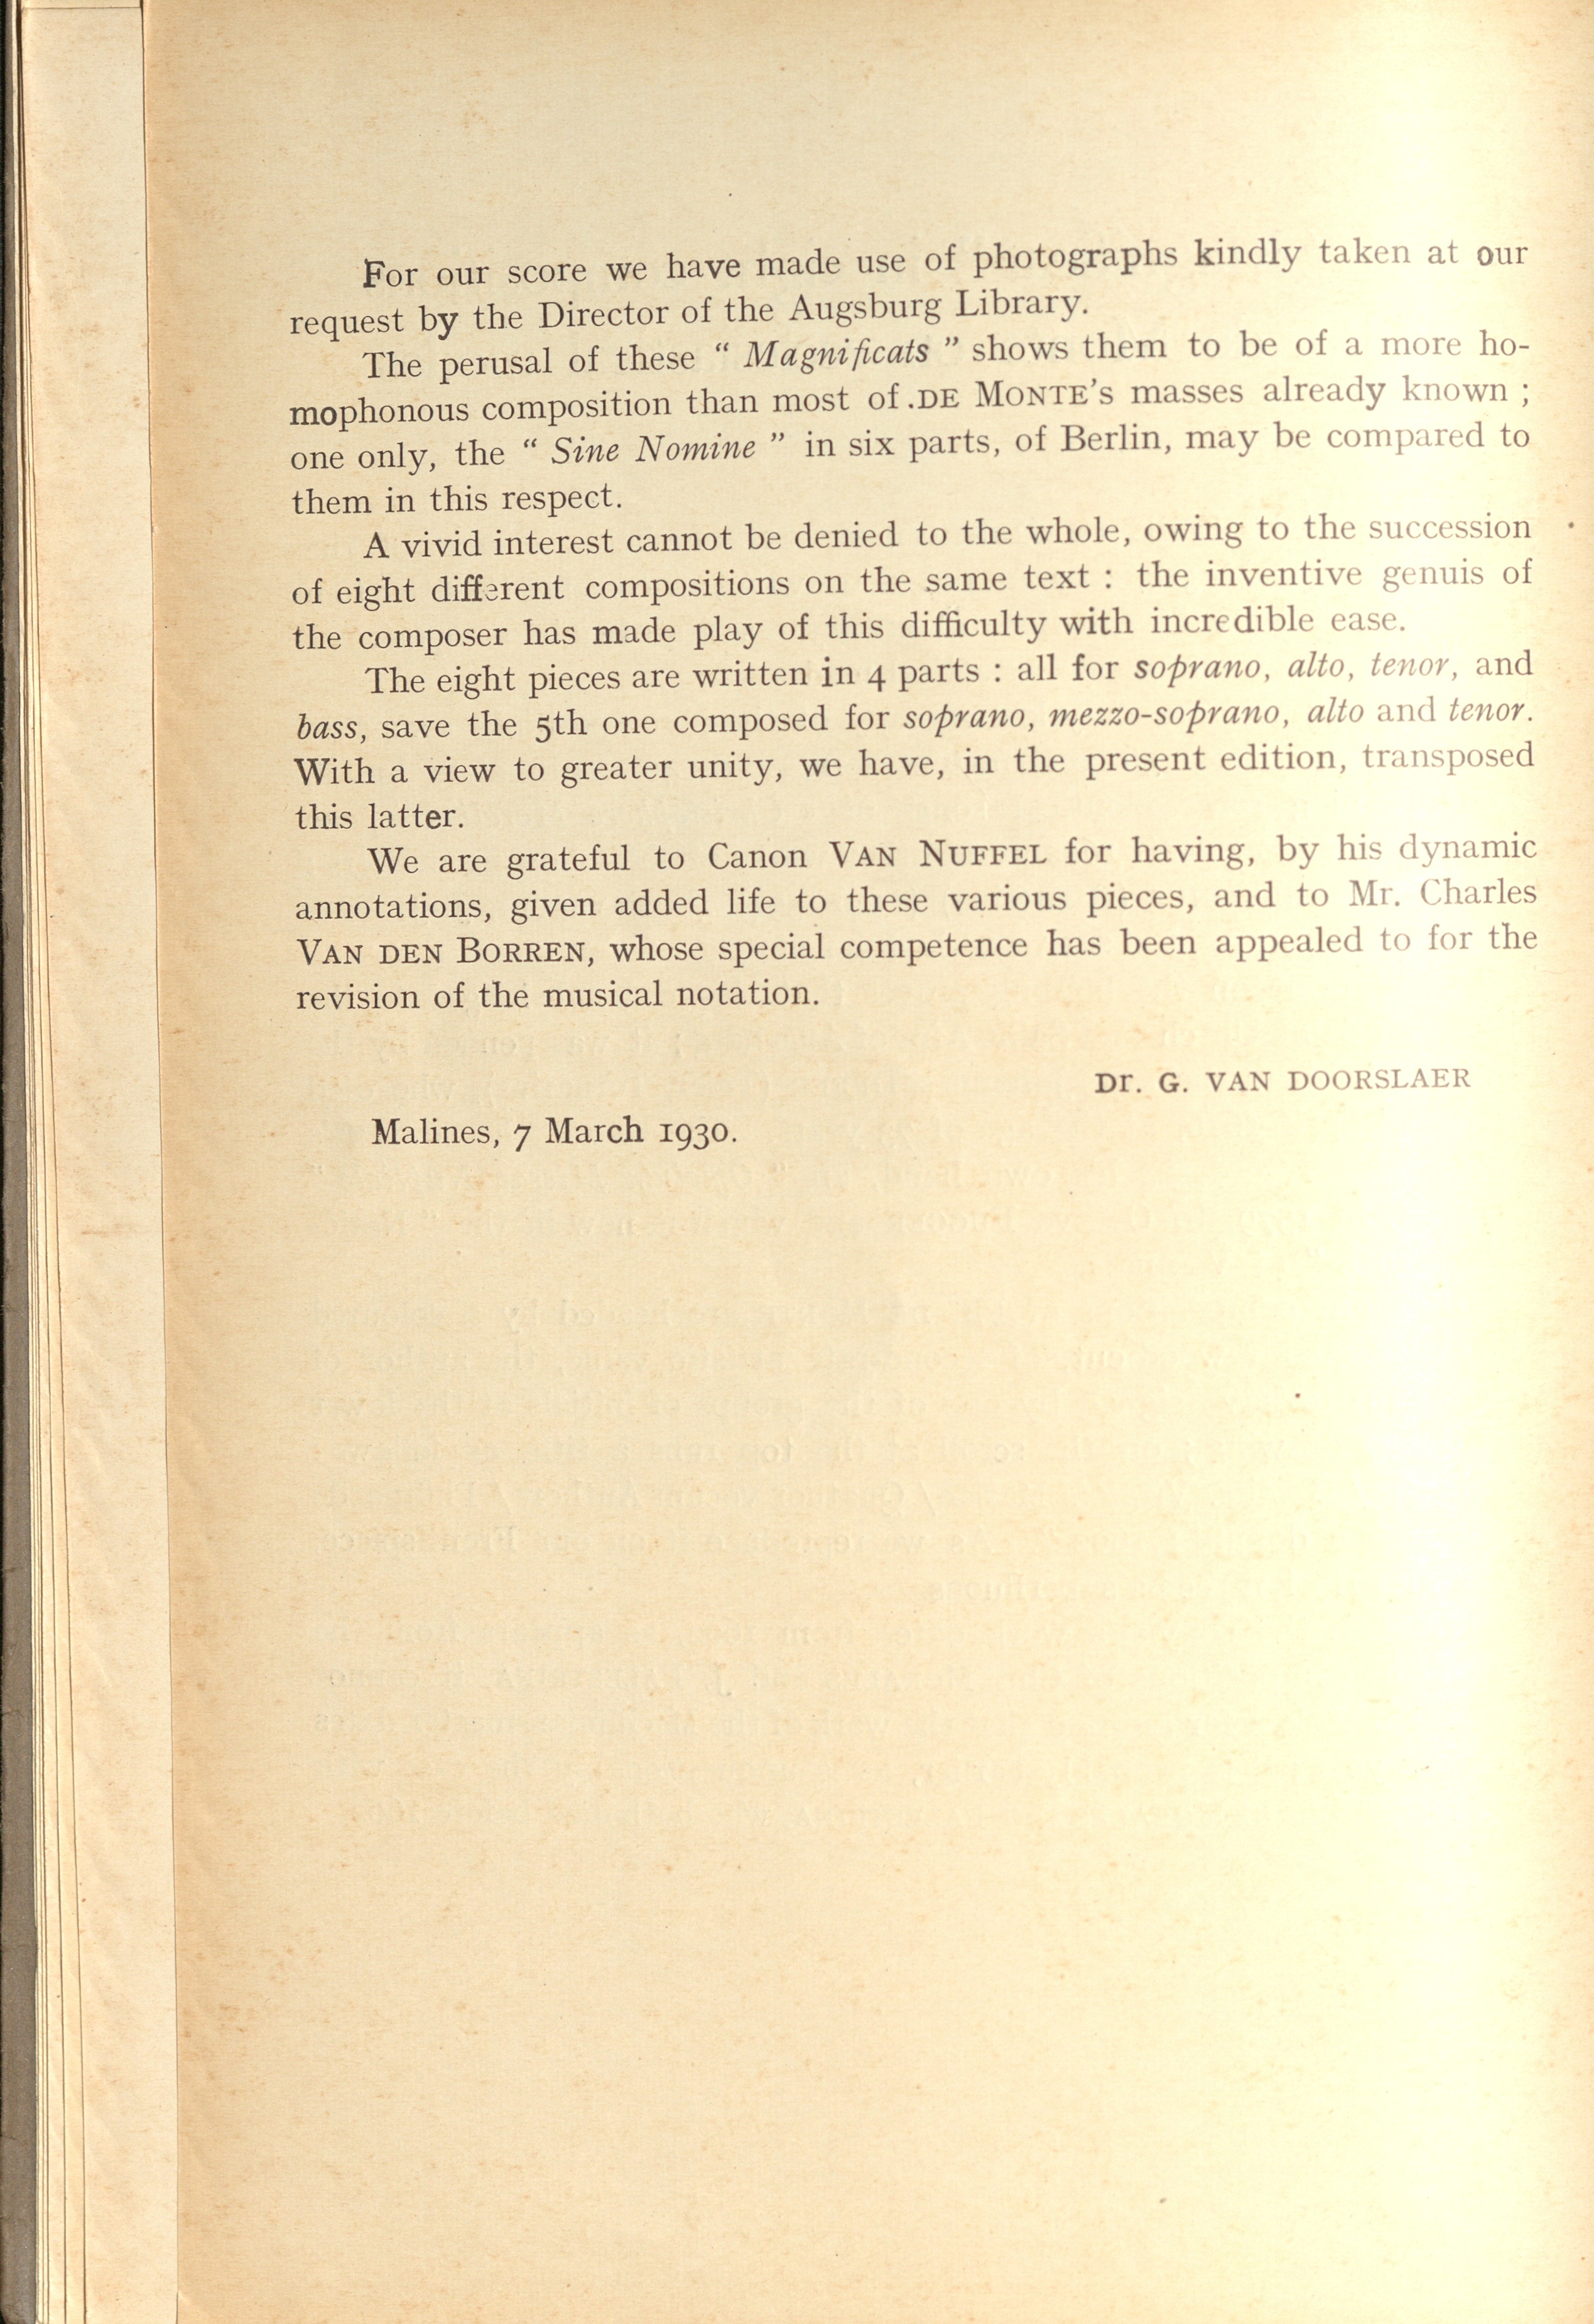 For our score we have made use of photographs kindly taken at our
request by the Director of the Augsburg Library.
The perusal of these “ Magnificats ” shows them to be of a more ho-
mophonous composition than most of .DE MONTE’S masses already known ;
one only, the “ Sine Nomine ” in six parts, of Berlin, may be compared to
them in this respect.
A vivid interest cannot be denied to the whole, owing to the succession
of eight different compositions on the same text : the inventive genuis of
the composer has made play of this difficulty with incredible ease.
The eight pieces are written in 4 parts : all for soprano, alto, tenor, and
bass, save the 5th one composed for soprano, mezzo-soprano, alto and tenor.
With a view to greater unity, we have, in the present edition, transposed
this latter.
We are grateful to Canon VAN NUFFEL for having, by his dynamic
annotations, given added life to these various pieces, and to Mr. Charles
VAN DEN BORREN, whose special competence has been appealed to for the
revision of the musical notation.
Dr. G. VAN DOORSLAER
Malines, 7 March 1930.